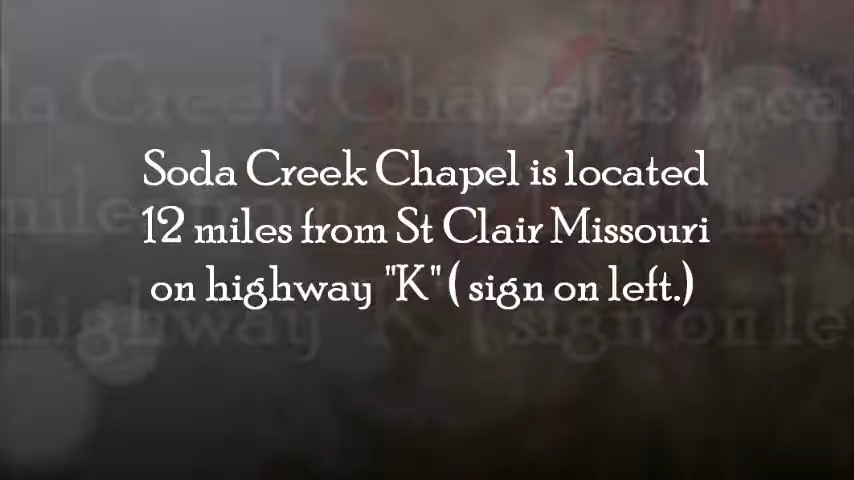 Soda Creek Chapel is located
12 miles from St Clair Missouri
on highway "K" ( sign on left.)